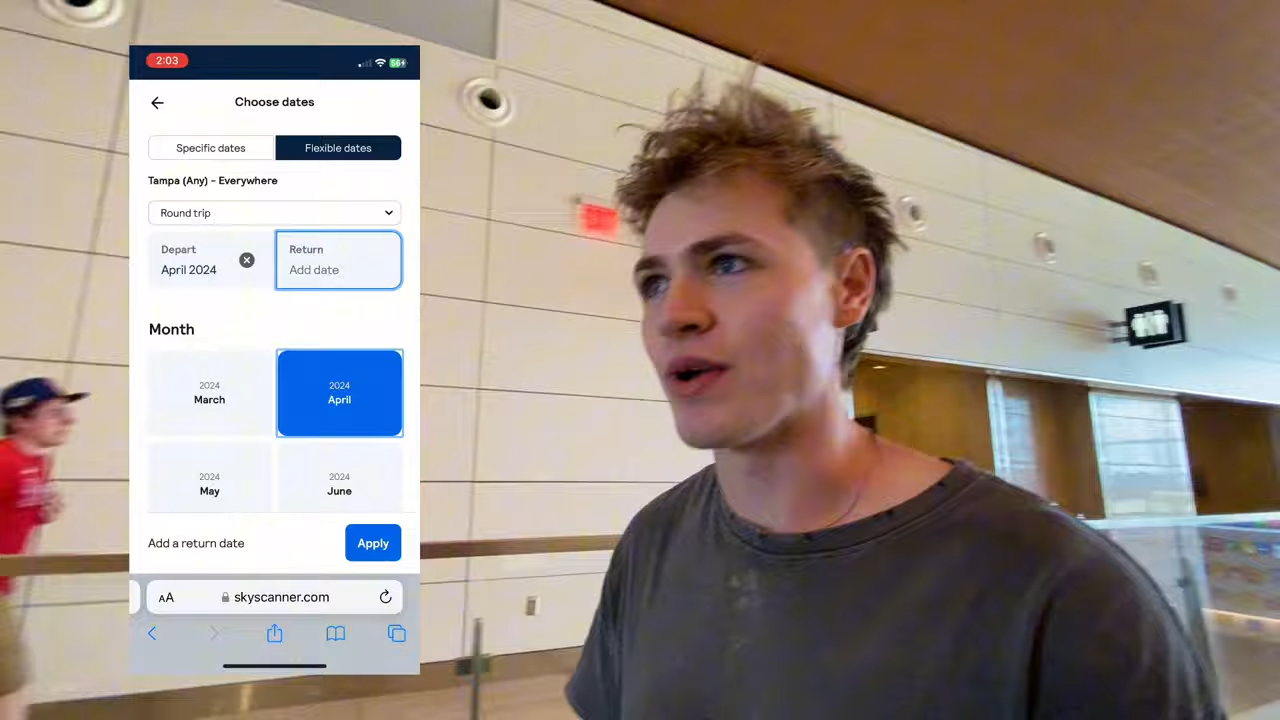 2:03
56
Choose dates
Specific dates
Flexible dates
Tampa (Any) - Everywhere
Round trip
Depart
April 2024
Return
Add date
Month
2024
March
2024
April
2024
May
2024
June
Add a return date
Apply
AA
skyscanner.com